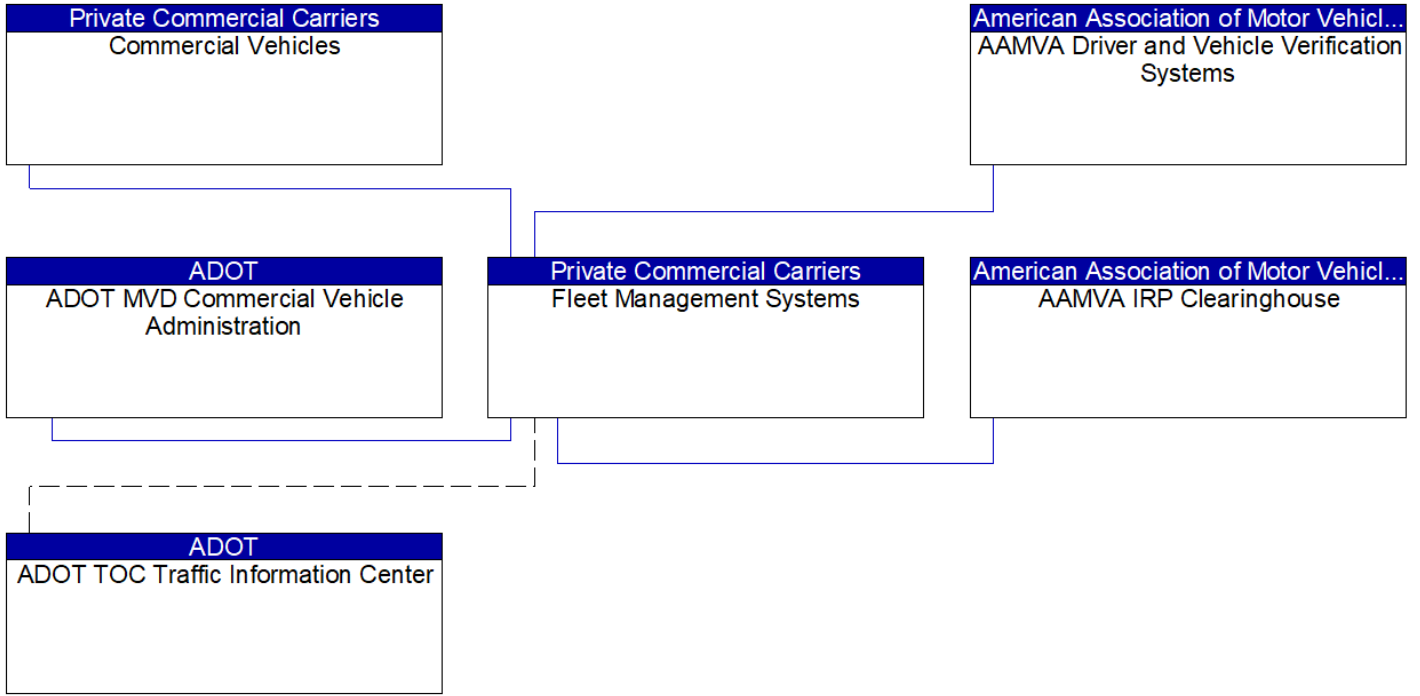 Private Commercial Carriers
Commercial Vehicles
American Association of Motor Vehicl...
AAMVA Driver and Vehicle Verification
Systems
ADOT
ADOT MVD Commercial Vehicle
Administration
Private Commercial Carriers
Fleet Management Systems
American Association of Motor Vehicl...
AAMVA IRP Clearinghouse
ADOT
ADOT TOC Traffic Information Center